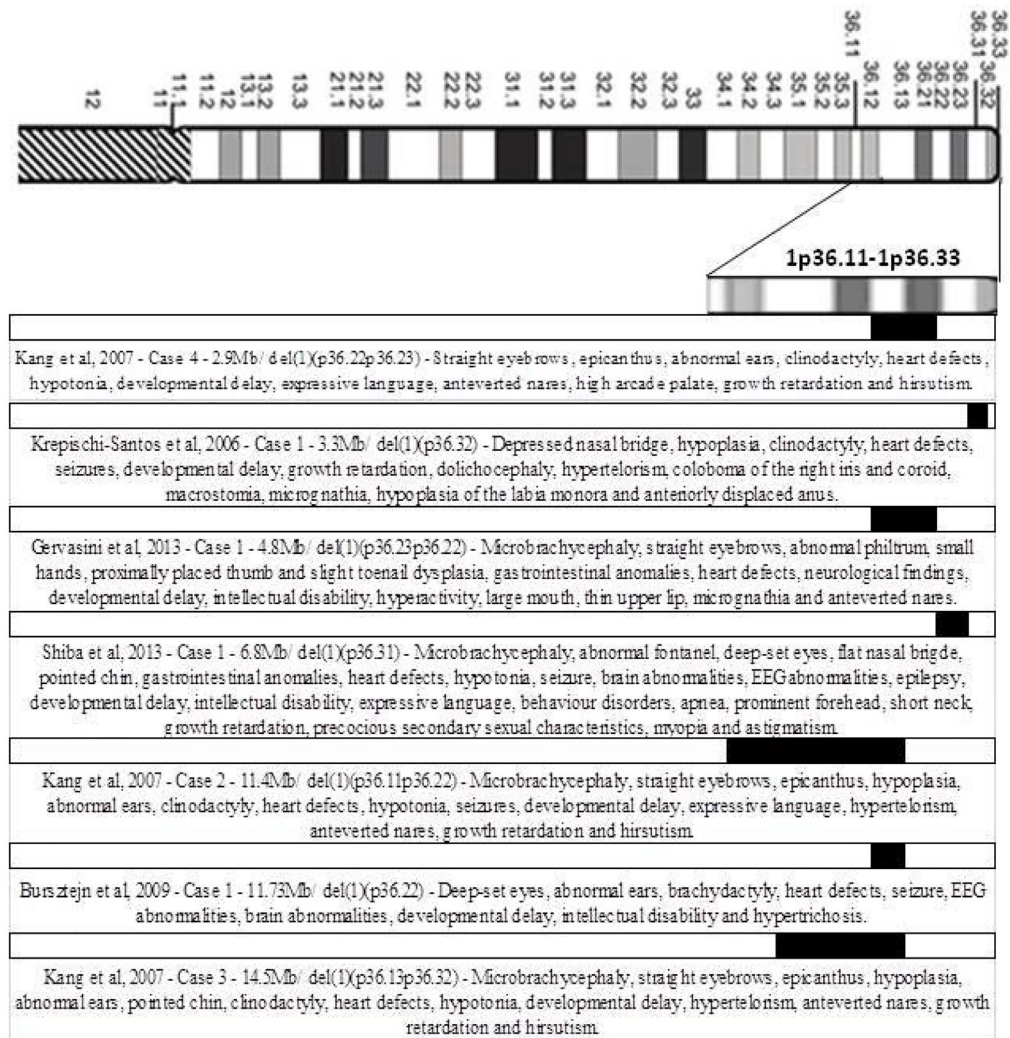 12
11
11.1
11.2
12
13.1
13.2
13.3
21.1
21.2
21.3
22.1
22.2
22.3
31.1
31.2
31.3
32.1
32.2
32.3
33
34.1
34.2
34.3
35.1
35.2
35.3
36.11
36.12
36.13
36.21
36.22
36.23
36.31
36.32
36.33
1p36.11-1p36.33
Kang et al, 2007 - Case 4 - 2.9Mb/ del(1)(p36.22p36.23) - Straight eyebrows, epicanthus, abnormal ears, clinodactyly, heart defects,
hypotonia, developmental delay, expressive language, anteverted nares, high arcade palate, growth retardation and hirsutism.
Krepischi-Santos et al, 2006 - Case 1 - 3.3Mb/ del(1)(p36.32) - Depressed nasal bridge, hypoplasia, clinodactyly, heart defects,
seizures, developmental delay, growth retardation, dolichocephaly, hypertelorism, coloboma of the right iris and coroid,
macrostomia, micrognathia, hypoplasia of the labia monora and anteriorly displaced anus.
Gervasini et al, 2013 - Case 1 - 4.8Mb/ del(1)(p36.23p36.22) - Microbrachycephaly, straight eyebrows, abnormal philtrum, small
hands, proximally placed thumb and slight toenail dysplasia, gastrointestinal anomalies, heart defects, neurological findings,
developmental delay, intellectual disability, hyperactivity, large mouth, thin upper lip, micrognathia and anteverted nares.
Shiba et al, 2013 - Case 1 - 6.8Mb/ del(1)(p36.31) - Microbrachycephaly, abnormal fontanel, deep-set eyes, flat nasal brigde,
pointed chin, gastrointestinal anomalies, heart defects, hypotonia, seizure, brain abnormalities, EEG abnormalities, epilepsy,
developmental delay, intellectual disability, expressive language, behaviour disorders, apnea, prominent forehead, short neck,
growth retardation, precocious secondary sexual characteristics, myopia and astigmatism.
Kang et al, 2007 - Case 2 - 11.4Mb/ del(1)(p36.11p36.22) - Microbrachycephaly, straight eyebrows, epicanthus, hypoplasia,
abnormal ears, clinodactyly, heart defects, hypotonia, seizures, developmental delay, expressive language, hypertelorism,
anteverted nares, growth retardation and hirsutism.
Bursztejn et al, 2009 - Case 1 - 11.73Mb/ del(1)(p36.22) - Deep-set eyes, abnormal ears, brachydactyly, heart defects, seizure, EEG
abnormalities, brain abnormalities, developmental delay, intellectual disability and hypertrichosis.
Kang et al, 2007 - Case 3 - 14.5Mb/ del(1)(p36.13p36.32) - Microbrachycephaly, straight eyebrows, epicanthus, hypoplasia,
abnormal ears, pointed chin, clinodactyly, heart defects, hypotonia, developmental delay, hypertelorism, anteverted nares, growth
retardation and hirsutism.